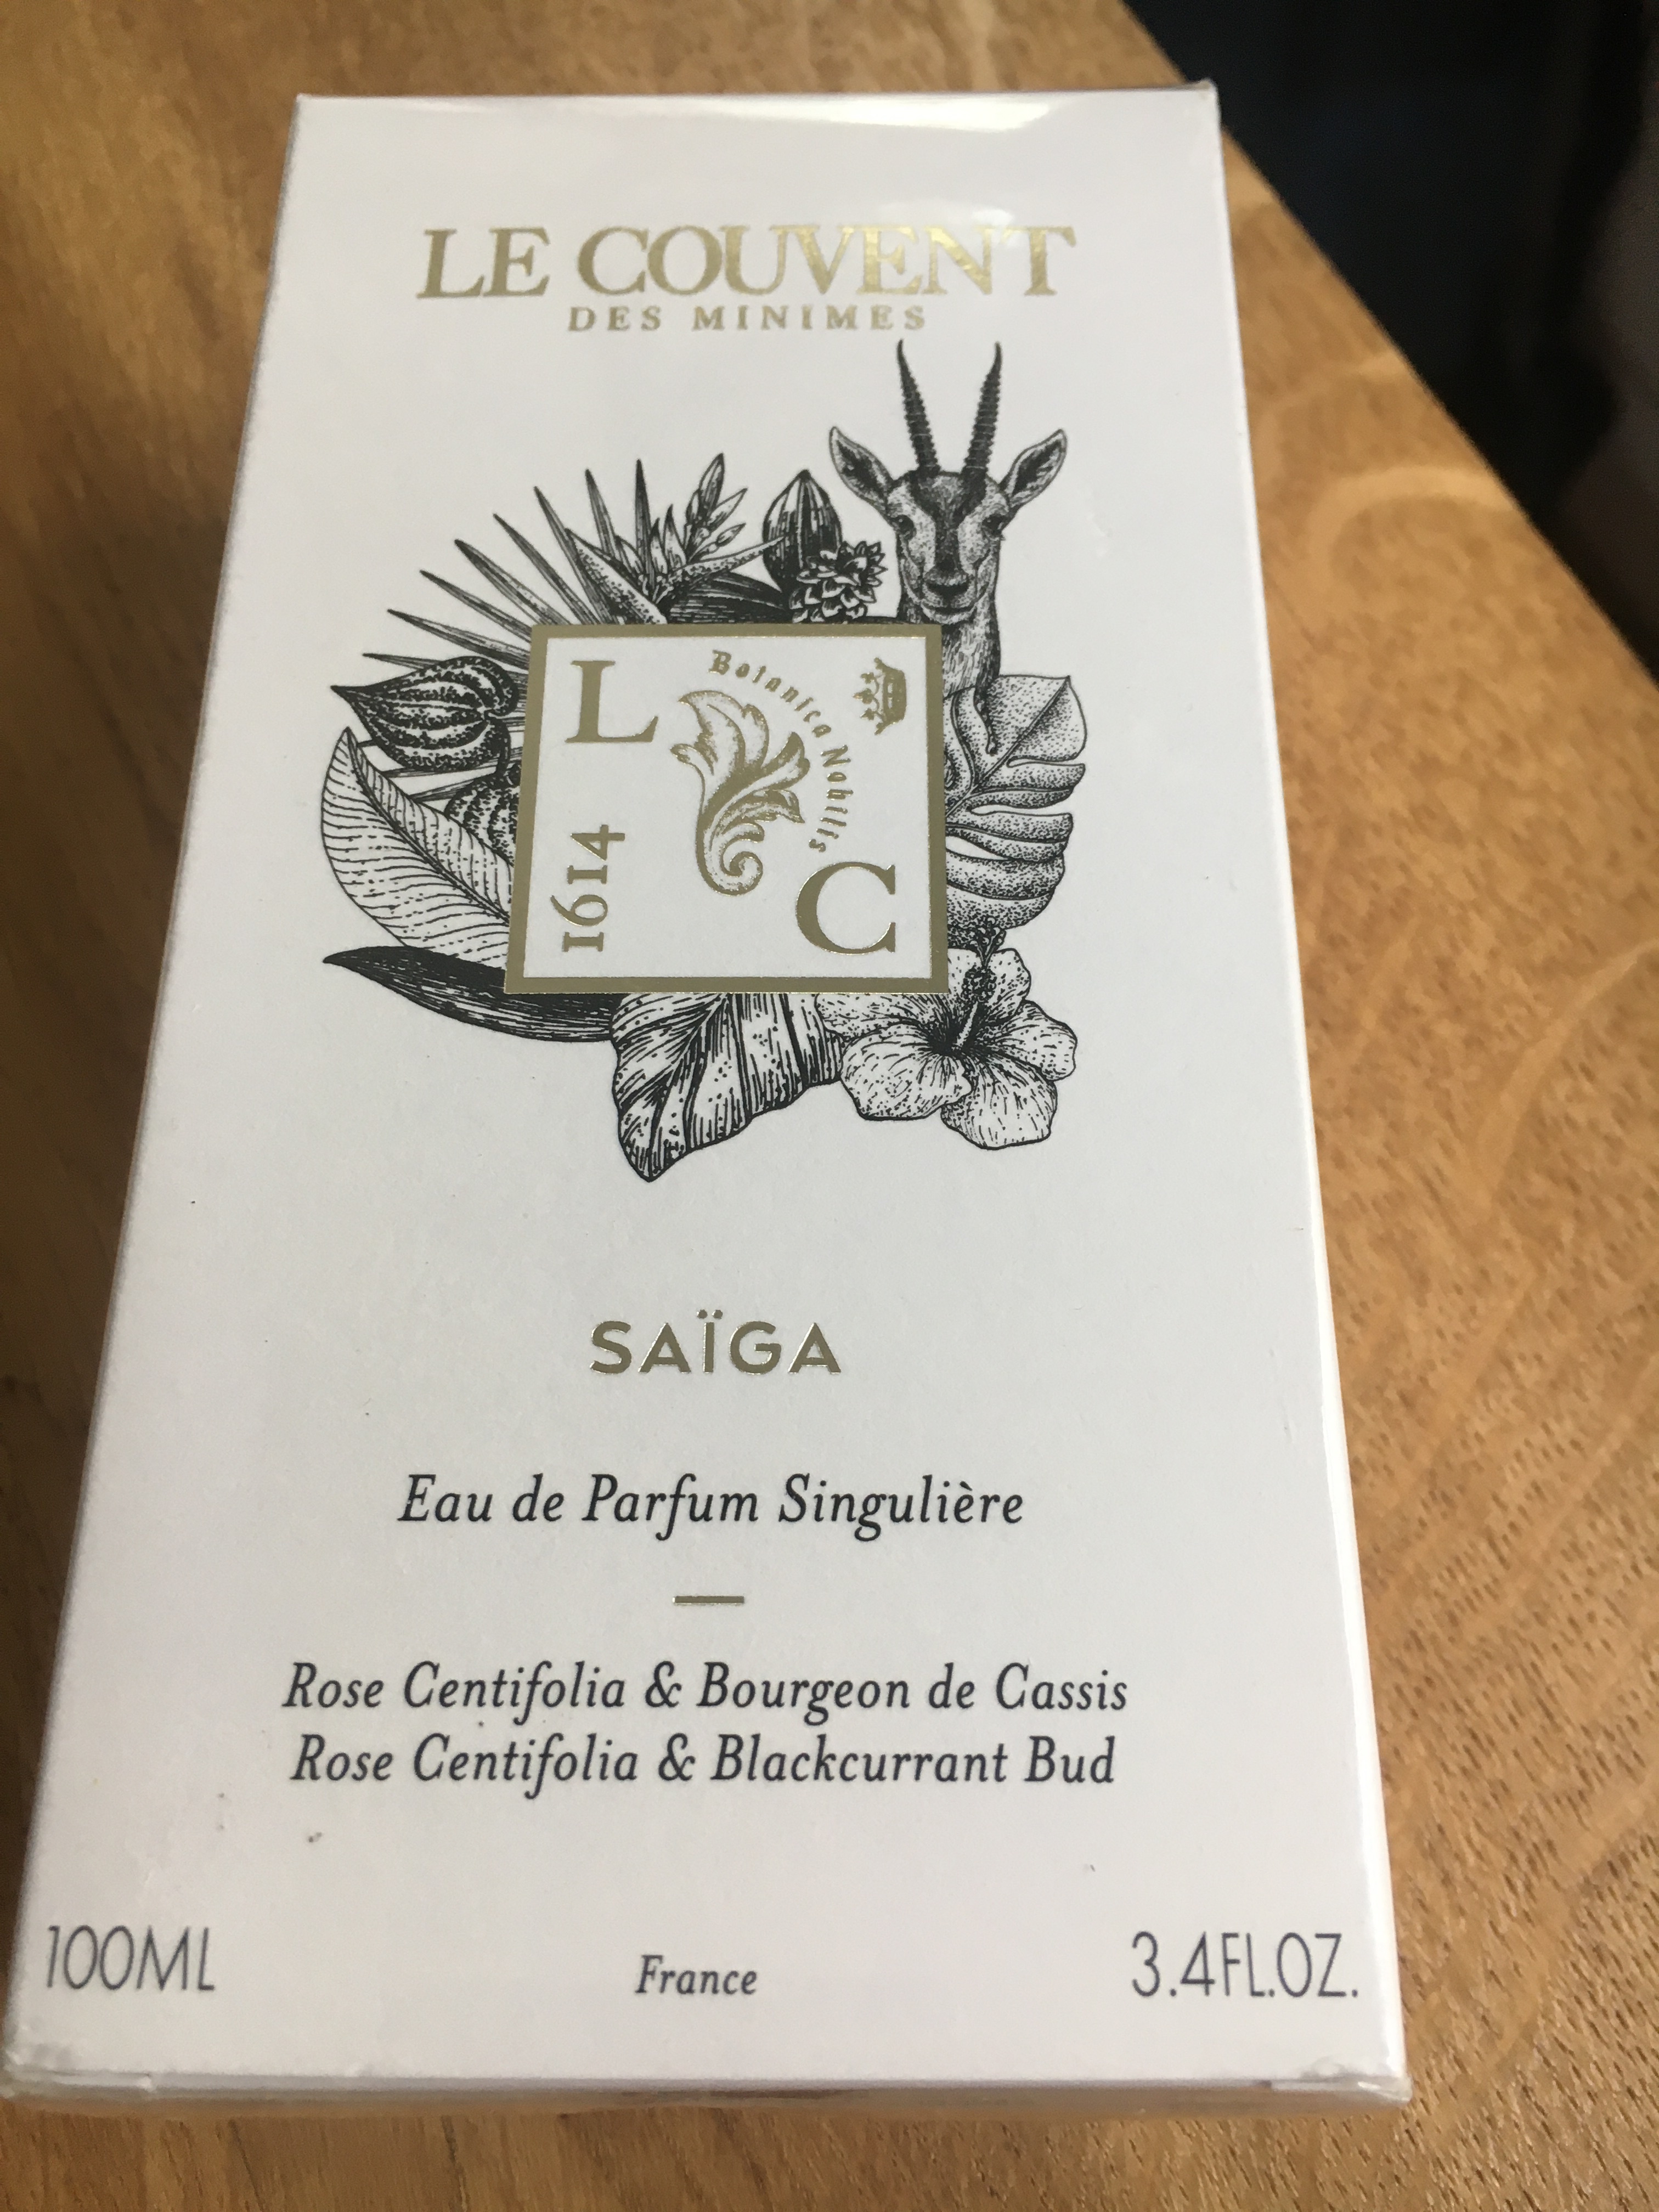 LE COUVENT
DES MINIMES
L
Botanica Nobilis
1614
C
SAÏGA
Eau de Parfum Singulière
Rose Centifolia & Bourgeon de Cassis
Rose Centifolia & Blackcurrant Bud
100ML
France
3.4FL.OZ.